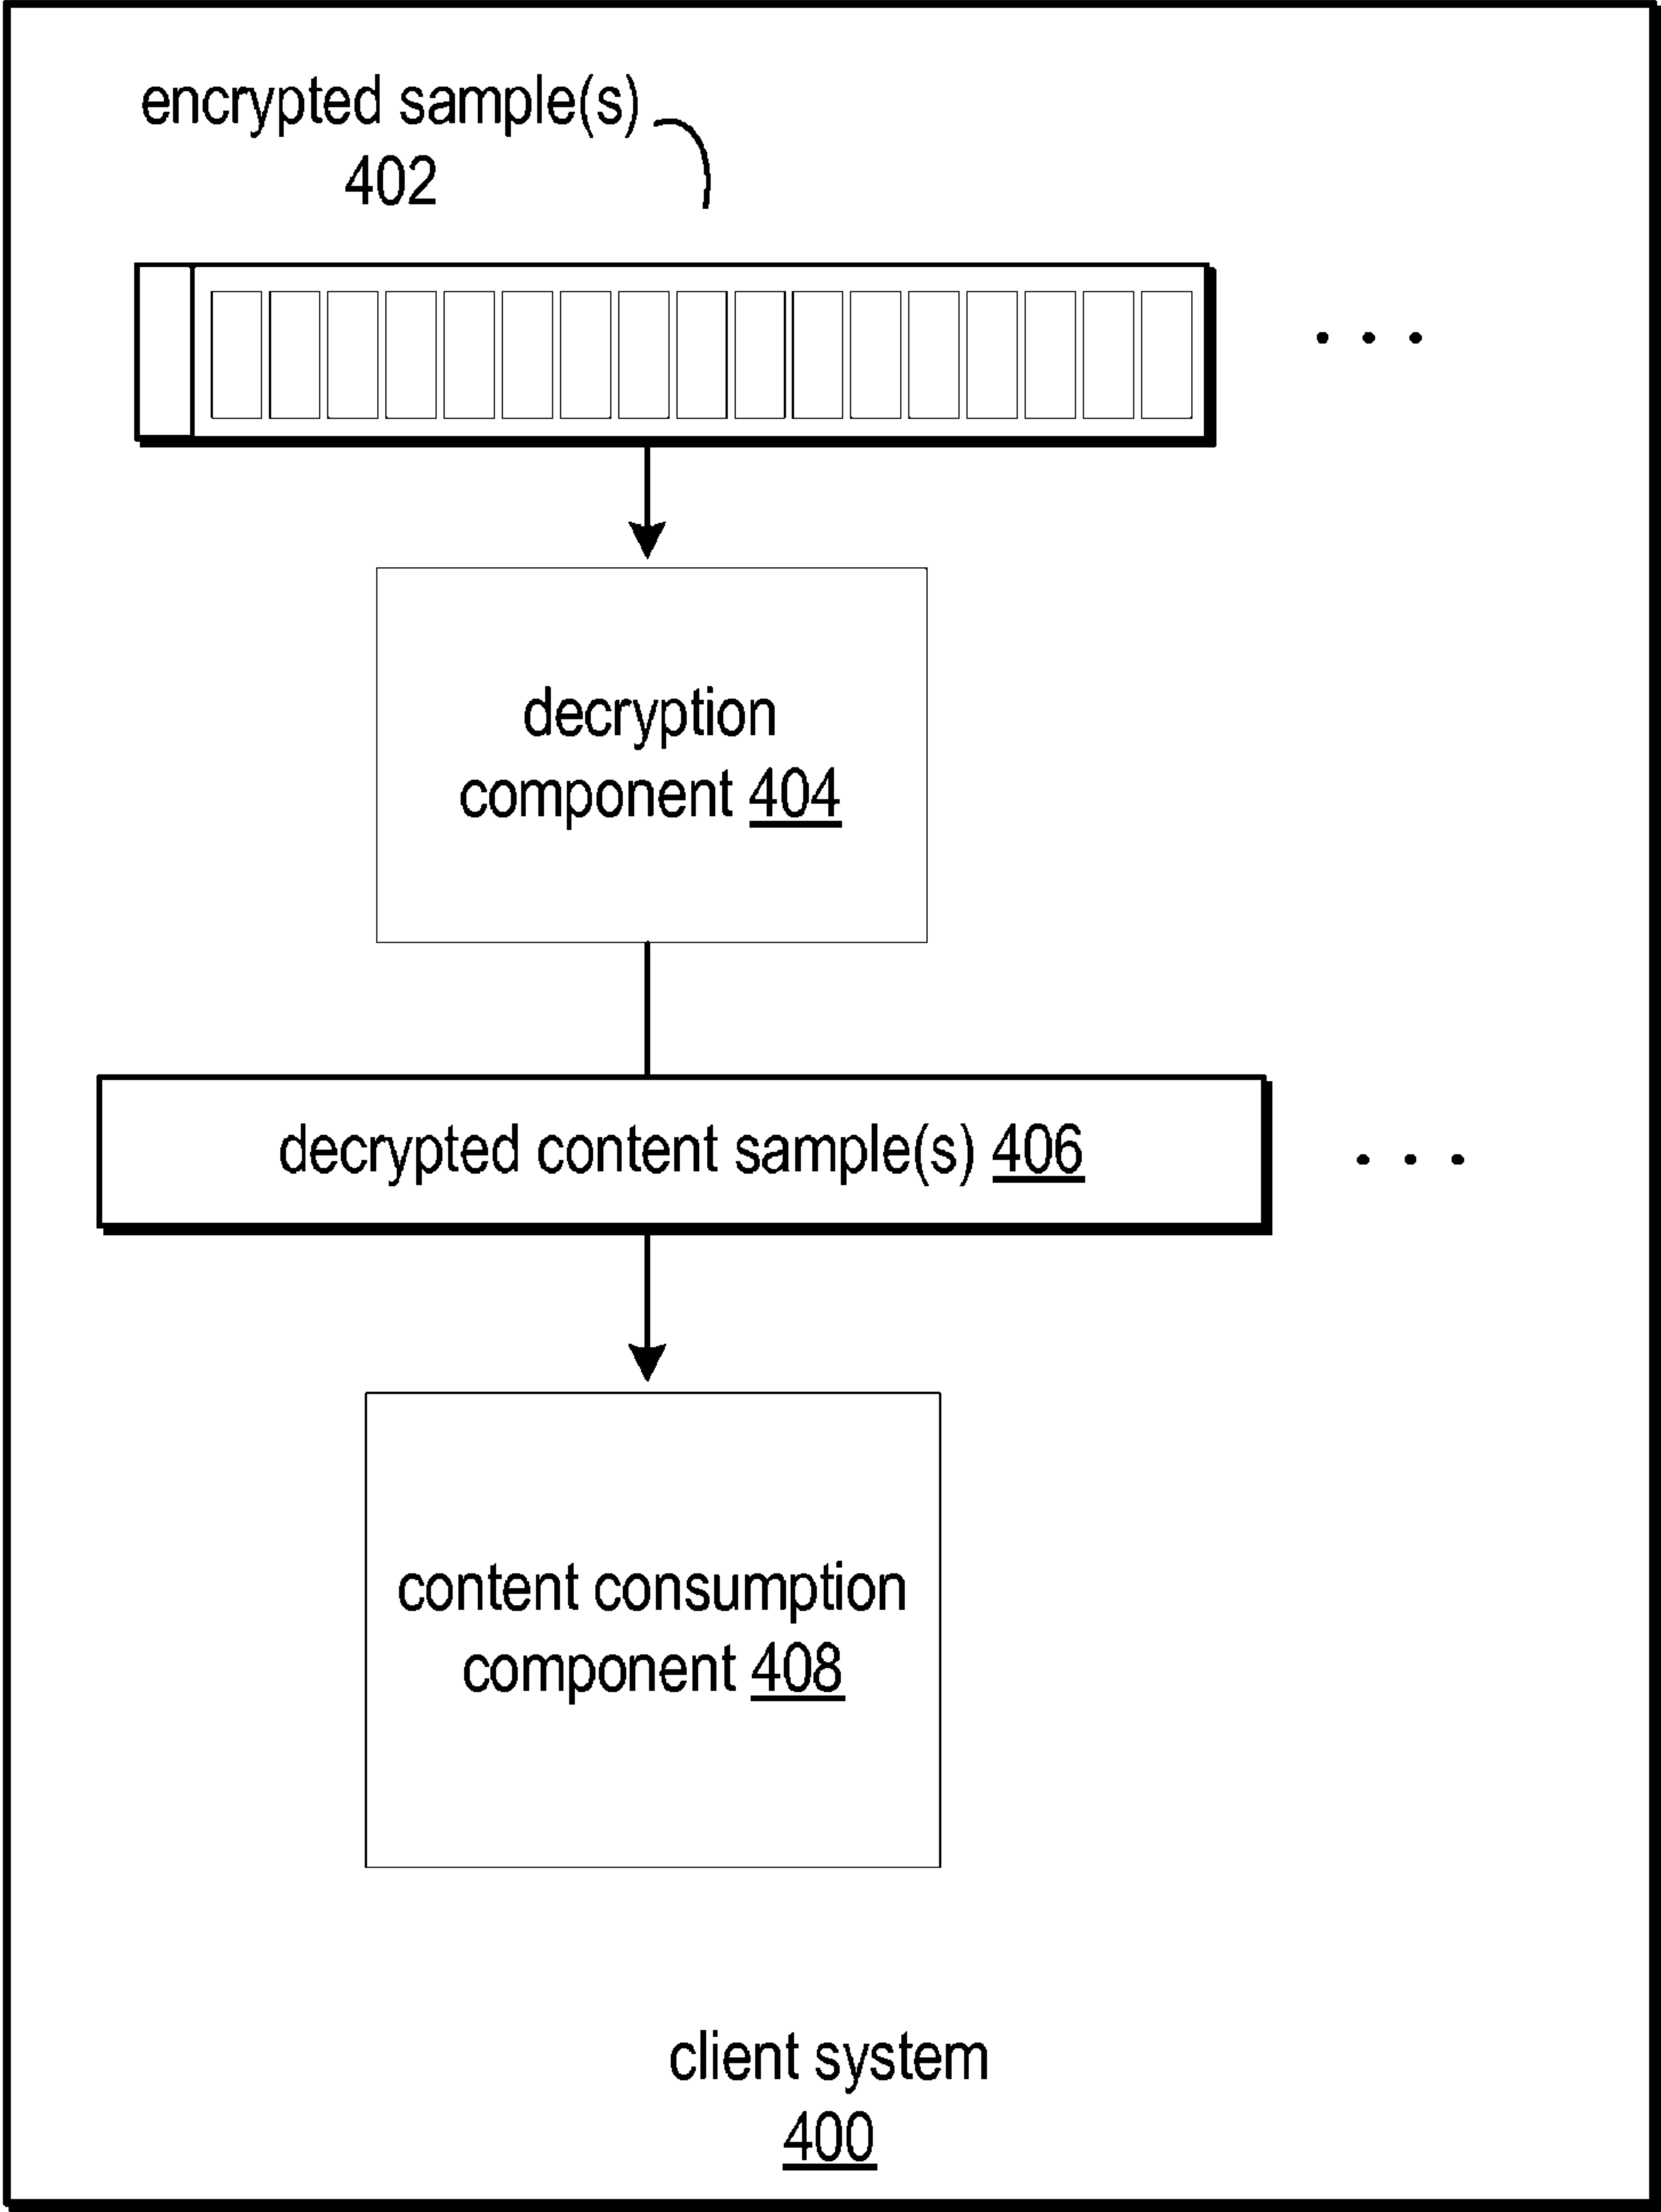 encrypted sample(s)
402
. . .
decryption
component 404
decrypted content sample(s) 406
. . .
content consumption
component 408
client system
400